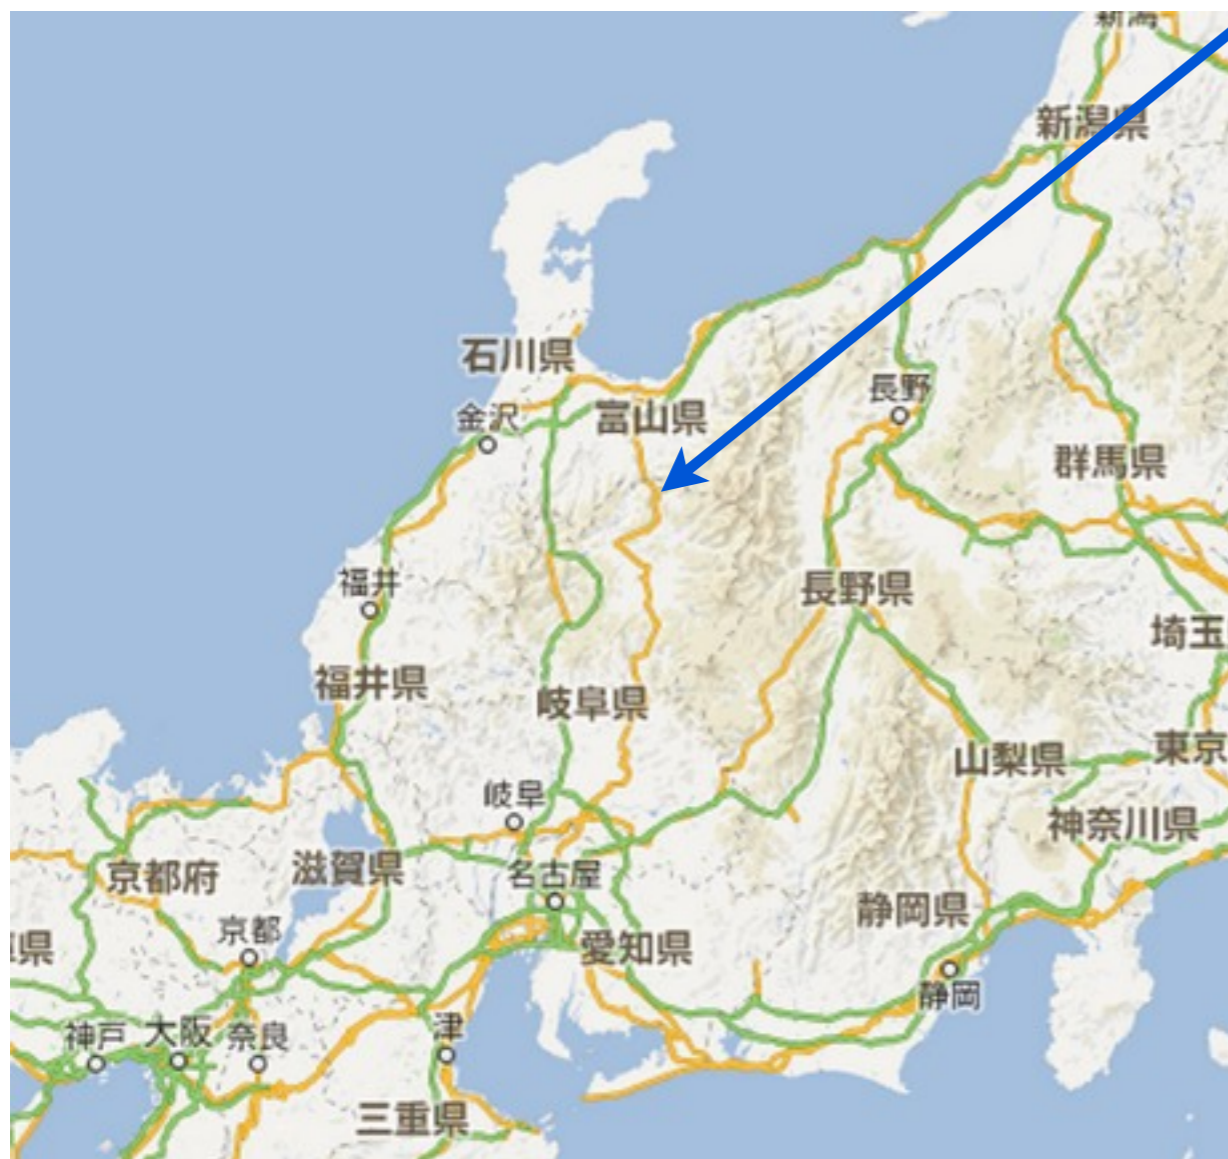 新潟
新潟県
石川県
長野
金沢
富山県
群馬県
福井
長野県
埼玉
福井県
岐阜県
山梨県
東京
岐阜
神奈川県
京都府
滋賀県
名古屋
静岡県
京都
県
愛知県
静岡
神戸
大阪
奈良
津
三重県